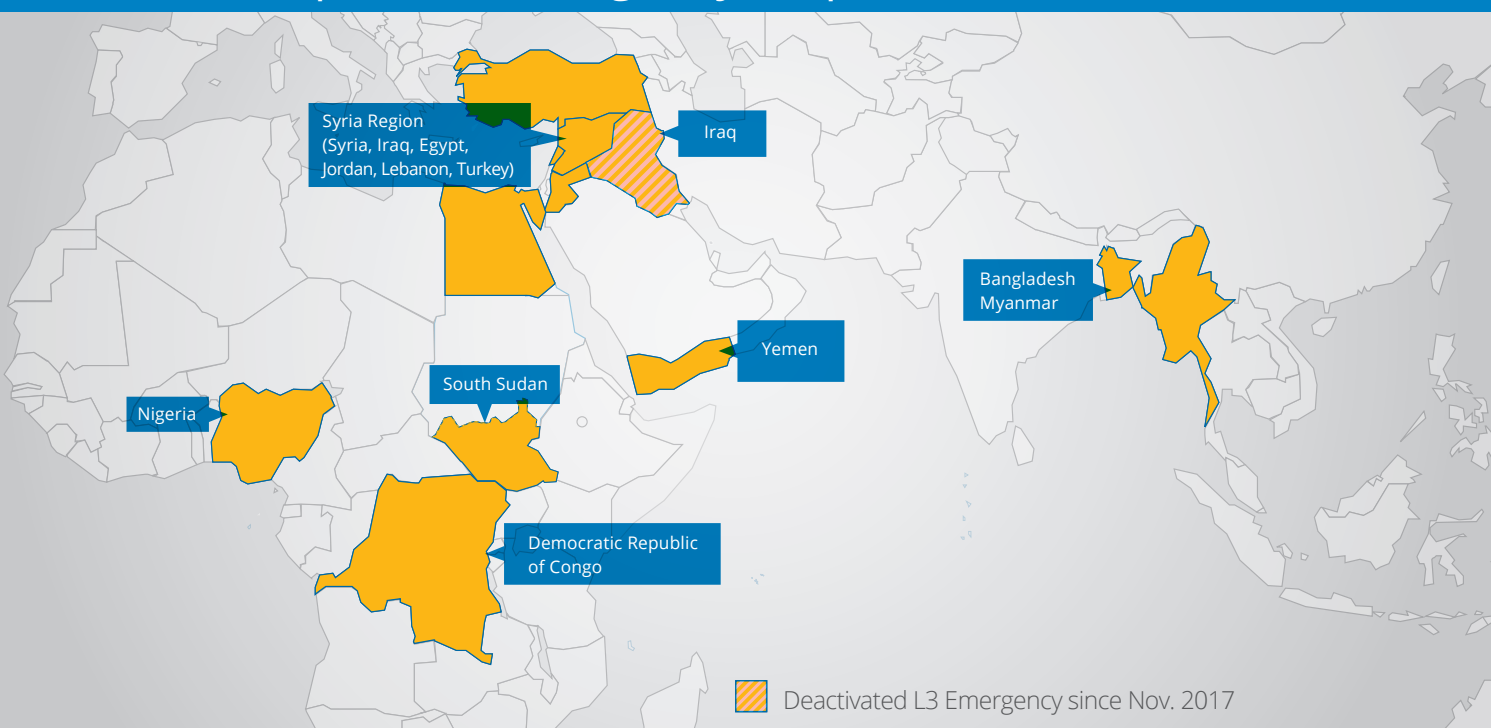 Syria Region
(Syria, Iraq, Egypt,
Jordan, Lebanon, Turkey)
Iraq
Bangladesh
Myanmar
Yemen
South Sudan
Nigeria
Democratic Republic
of Congo
Deactivated L3 Emergency since Nov. 2017